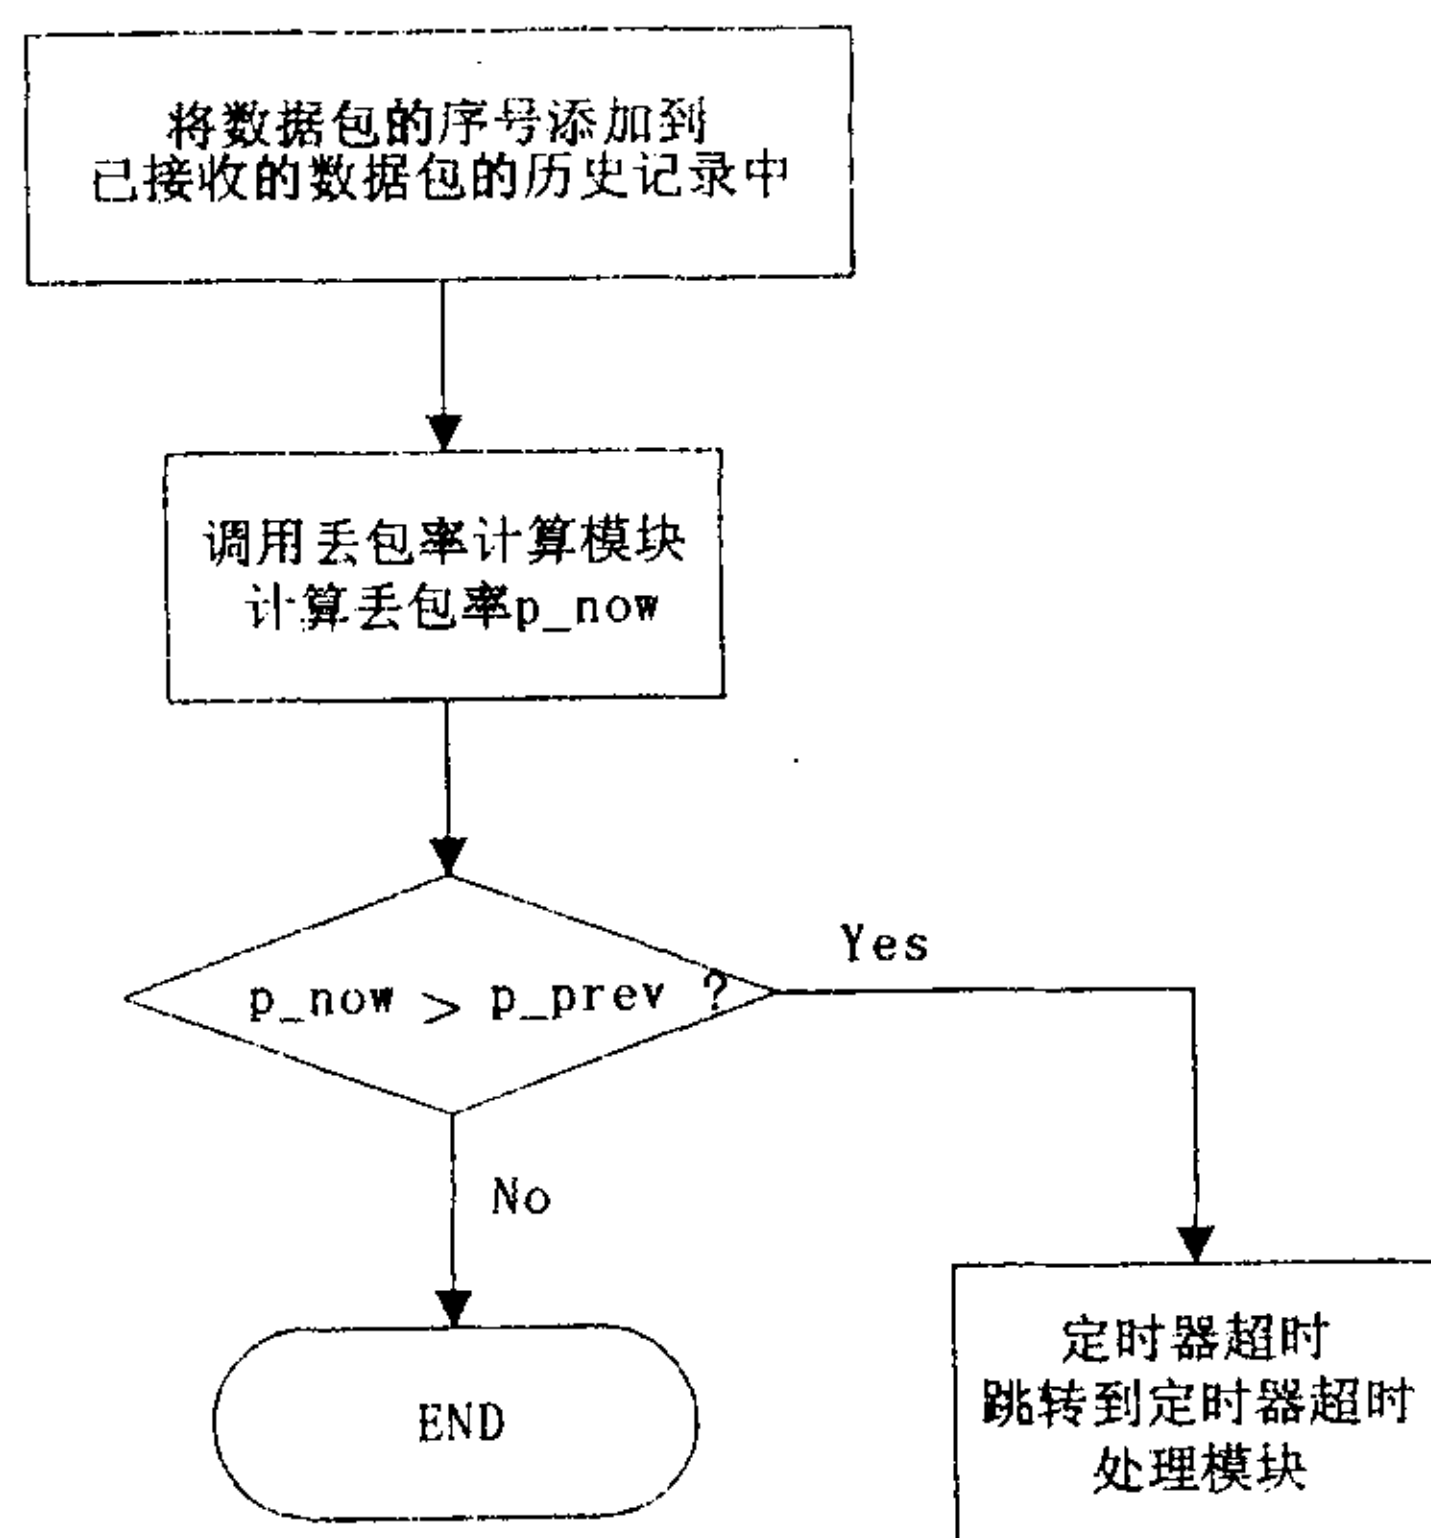 将数据包的序号添加到
已接收的数据包的历史记录中
调用丢包率计算模块
计算丢包率p_now
p_now > p_prev ?
Yes
No
END
定时器超时
跳转到定时器超时
处理模块